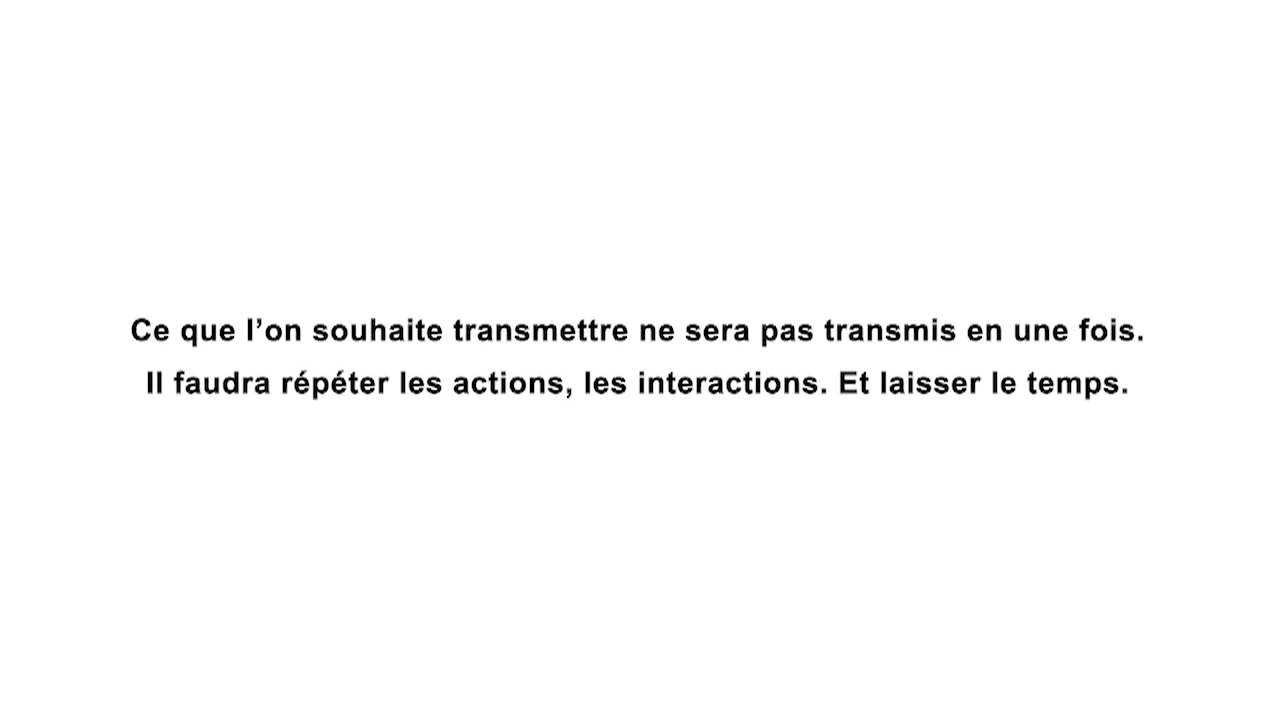 Ce que l’on souhaite transmettre ne sera pas transmis en une fois.
Il faudra répéter les actions, les interactions. Et laisser le temps.